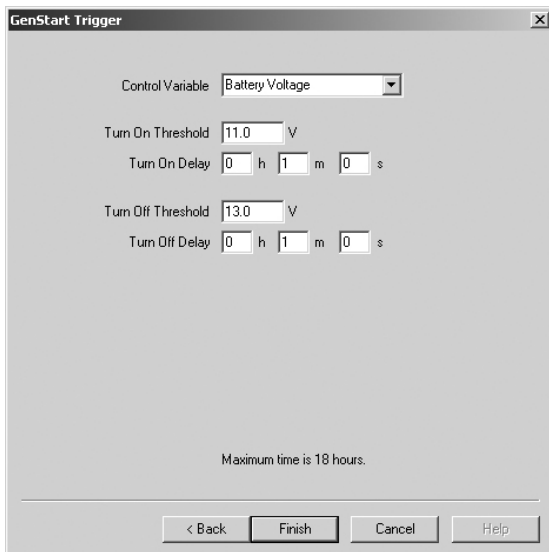 GenStart Trigger
Control Variable Battery Voltage
Turn On Threshold 11.0 V
Turn On Delay 0 h 1 m 0 s
Turn Off Threshold 13.0 V
Turn Off Delay 0 h 1 m 0 s
Maximum time is 18 hours.
< Back Finish Cancel Help